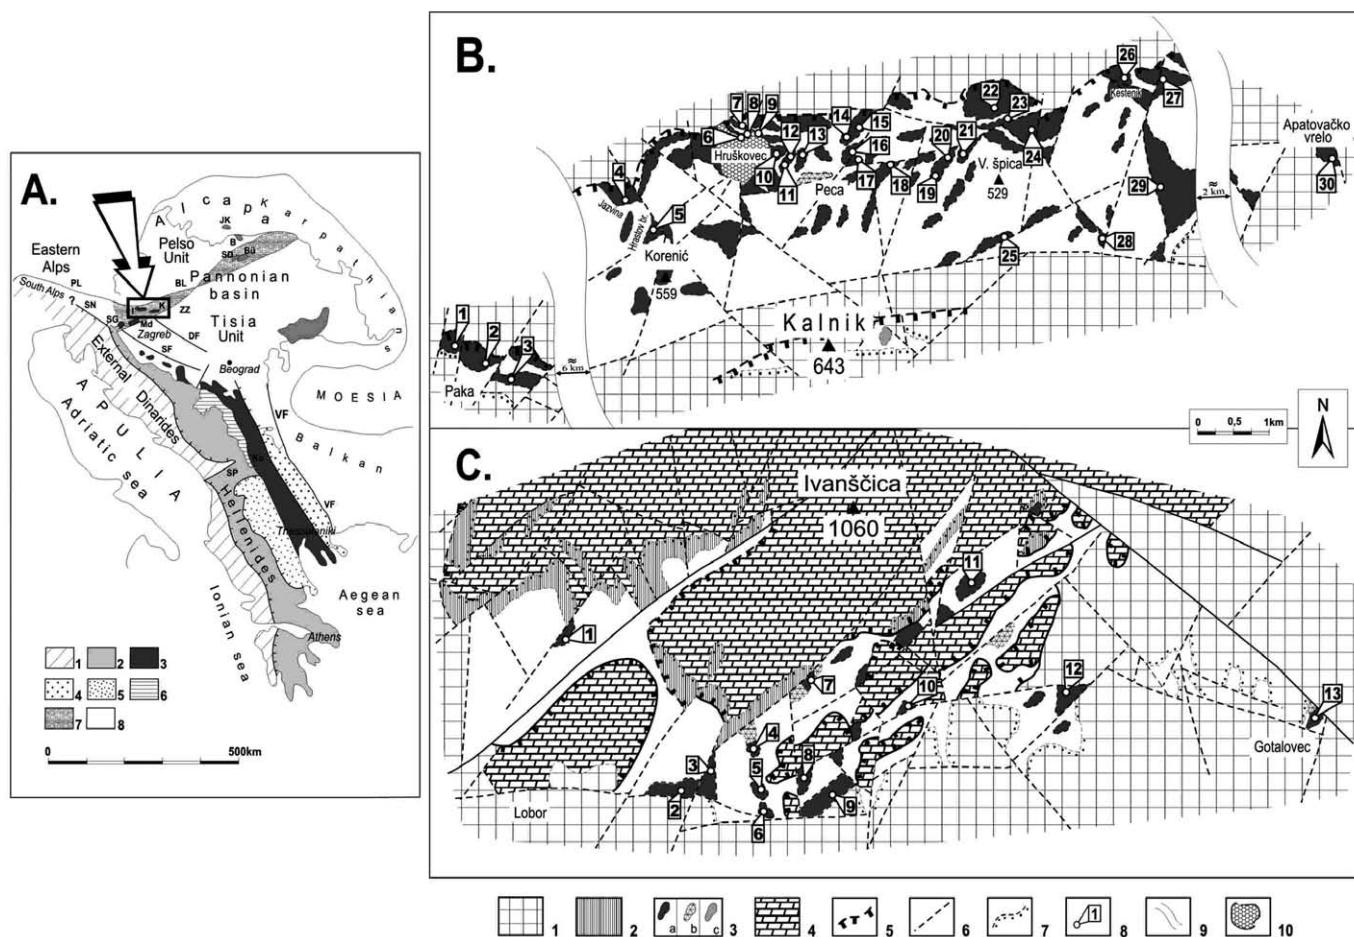 A.
Alcapa
Karpathians
JK
B
SD
Bü
Pelso
Unit
Eastern
Alps
Pannonian
basin
PL
BL
South Alps
?
SN
I
K
ZZ
SG
Md
Zagreb
Tisia
Unit
DF
SF
Beograd
MOESIA
External Dinarides
APULIA
Adriatic sea
VF
Balkan
SP
VF
Hellenides
Thessaloniki
Ionian sea
Aegean
sea
Athens
1 2 3
4 5 6
7 8
0 500km
B.
26
22
23
27
7 8 9
6
12 13
14 15
20 21
Kestenik
Apatovačko
vrelo
Hruškovec
16
24
10
11
Peca
17
18
19
V. špica
529
29
30
4
Jazvina
5
Hrastov br.
≈
2 km
Korenić
559
25
28
Kalnik
643
1
2
3
≈
6 km
Paka
0 0,5 1km
N
C.
Ivanščica
1060
11
1
12
7
10
13
4
Gotalovec
3
5
8
2
9
6
Lobor
1 2 a b c 3 4 5 6 7 1 8 9 10